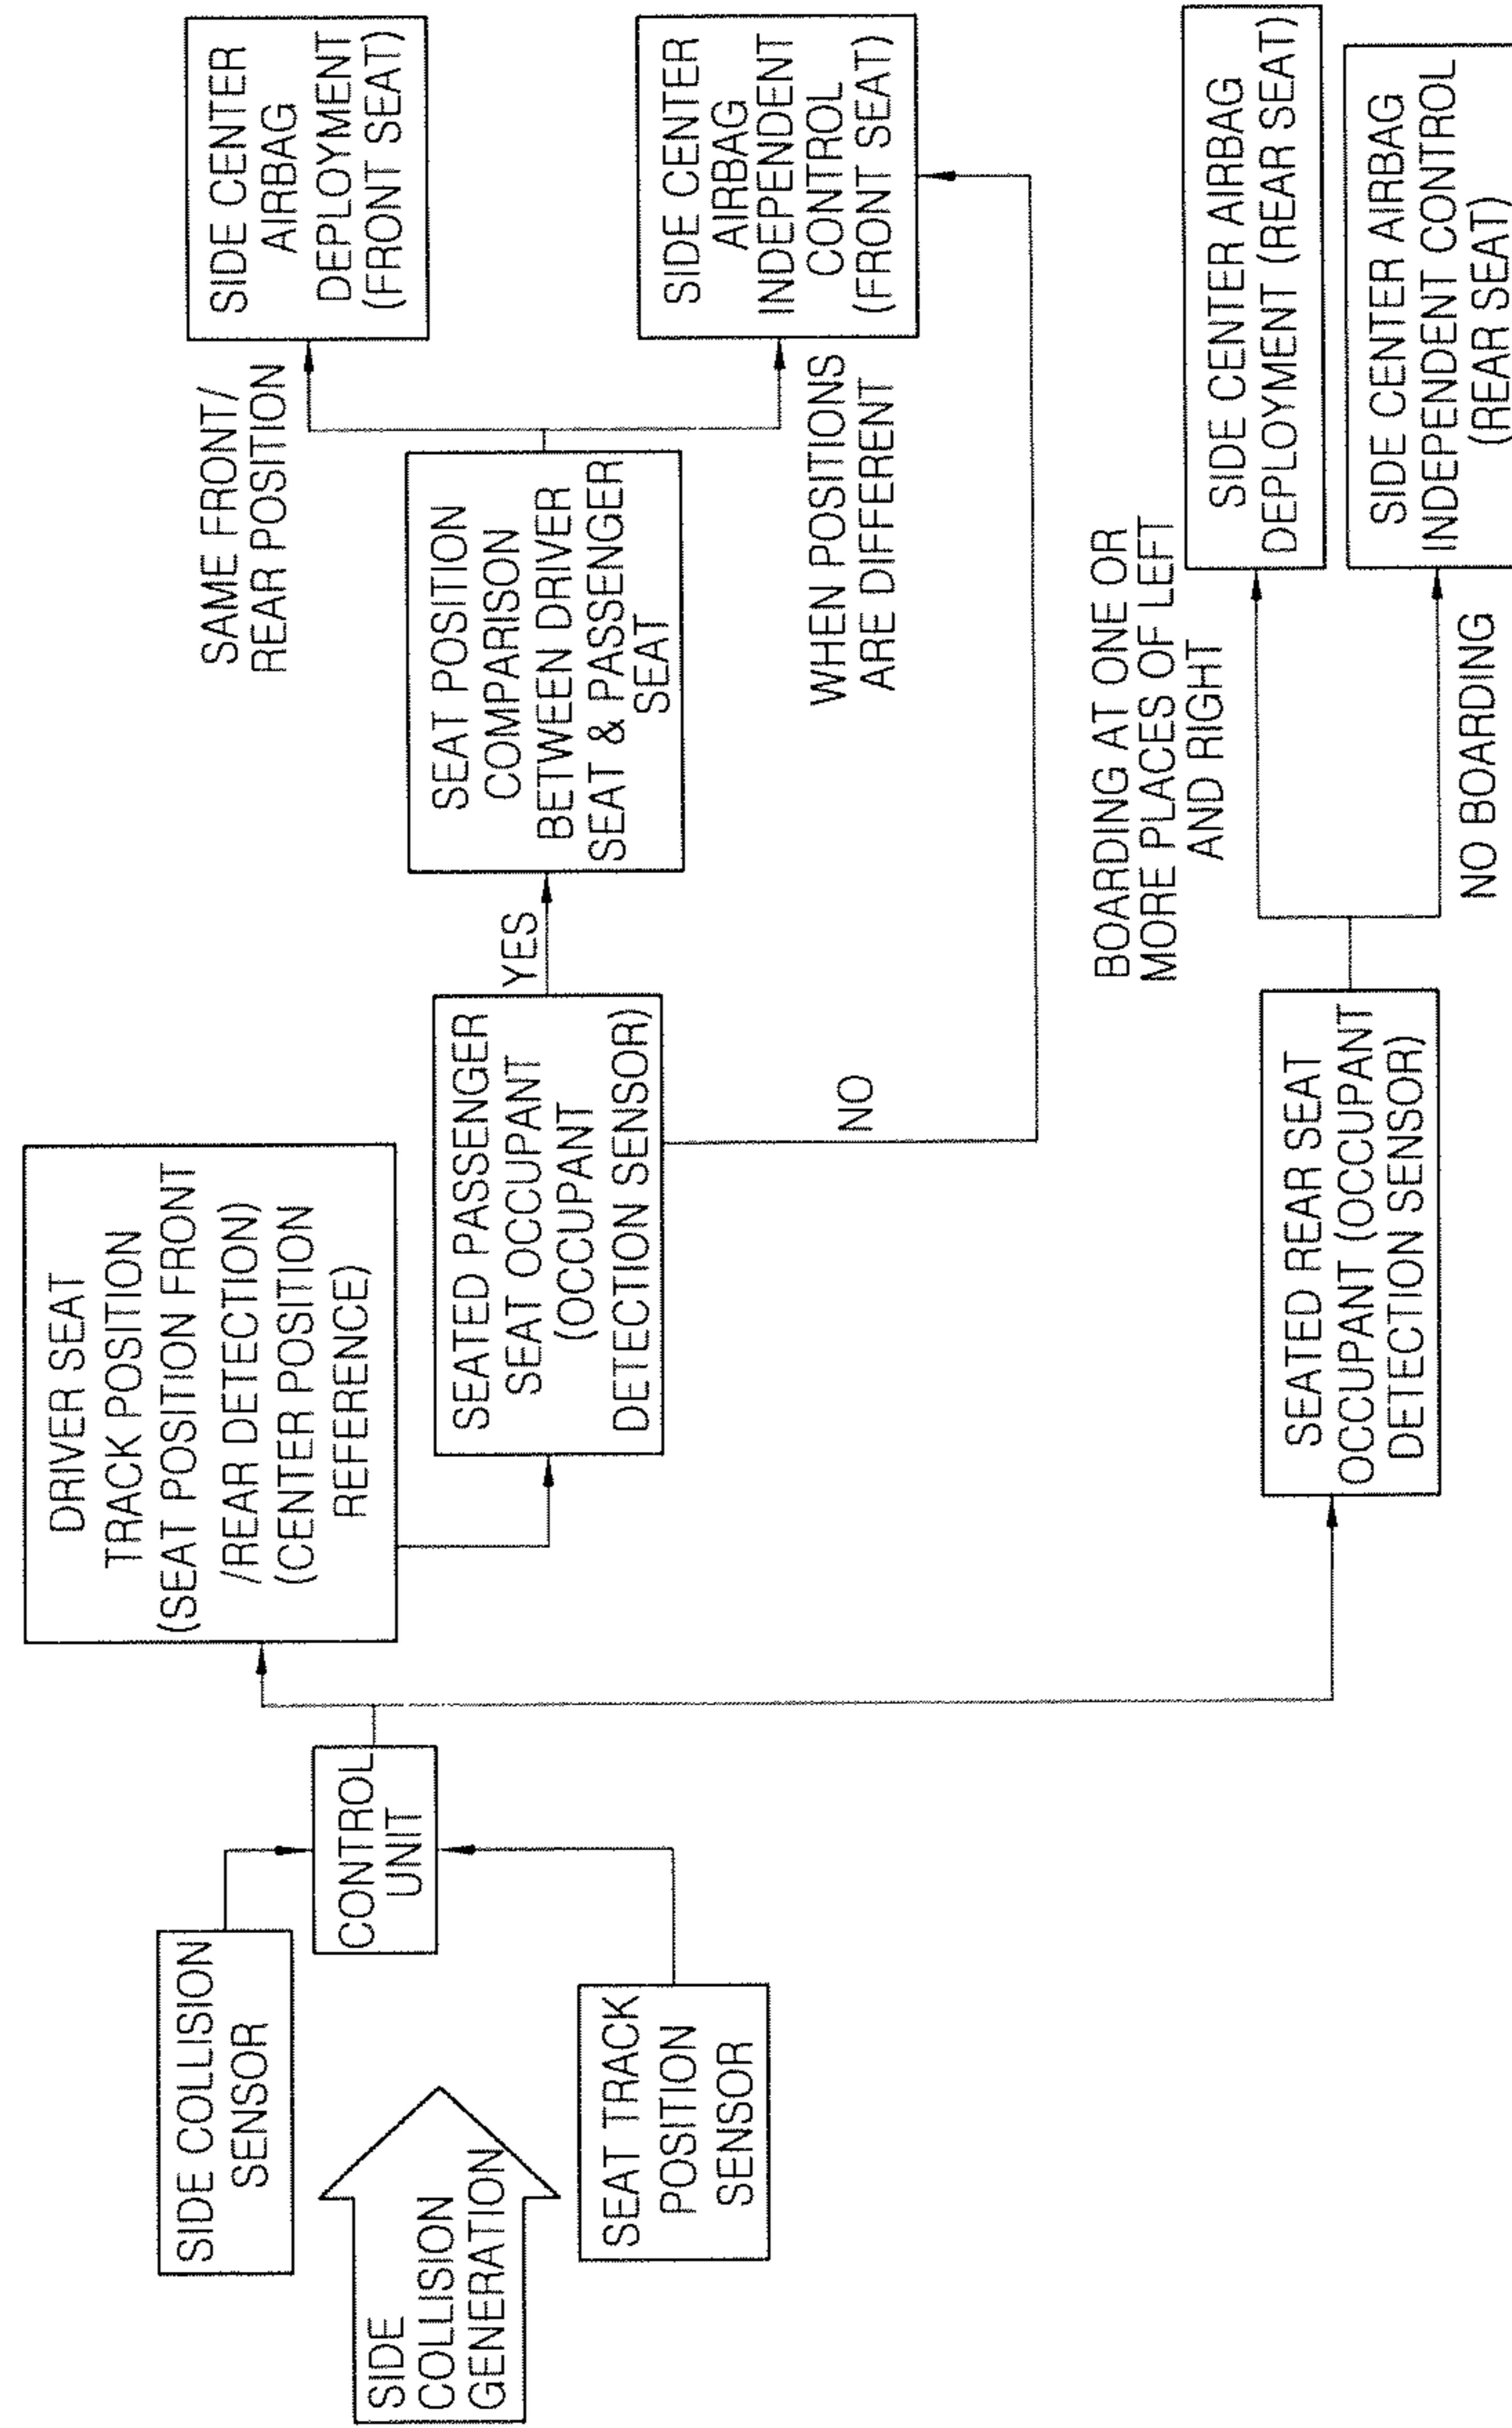 SIDE
COLLISION
GENERATION
SIDE COLLISION
SENSOR
SEAT TRACK
POSITION
SENSOR
CONTROL
UNIT
DRIVER SEAT
TRACK POSITION
(SEAT POSITION FRONT
/REAR DETECTION)
(CENTER POSITION
REFERENCE)
SEATED PASSENGER
SEAT OCCUPANT
(OCCUPANT
DETECTION SENSOR)
YES
NO
SEAT POSITION
COMPARISON
BETWEEN DRIVER
SEAT & PASSENGER
SEAT
SAME FRONT/
REAR POSITION
WHEN POSITIONS
ARE DIFFERENT
SIDE CENTER
AIRBAG
DEPLOYMENT
(FRONT SEAT)
SIDE CENTER
AIRBAG
INDEPENDENT
CONTROL
(FRONT SEAT)
SEATED REAR SEAT
OCCUPANT (OCCUPANT
DETECTION SENSOR)
BOARDING AT ONE OR
MORE PLACES OF LEFT
AND RIGHT
NO BOARDING
SIDE CENTER AIRBAG
DEPLOYMENT (REAR SEAT)
SIDE CENTER AIRBAG
INDEPENDENT CONTROL
(REAR SEAT)